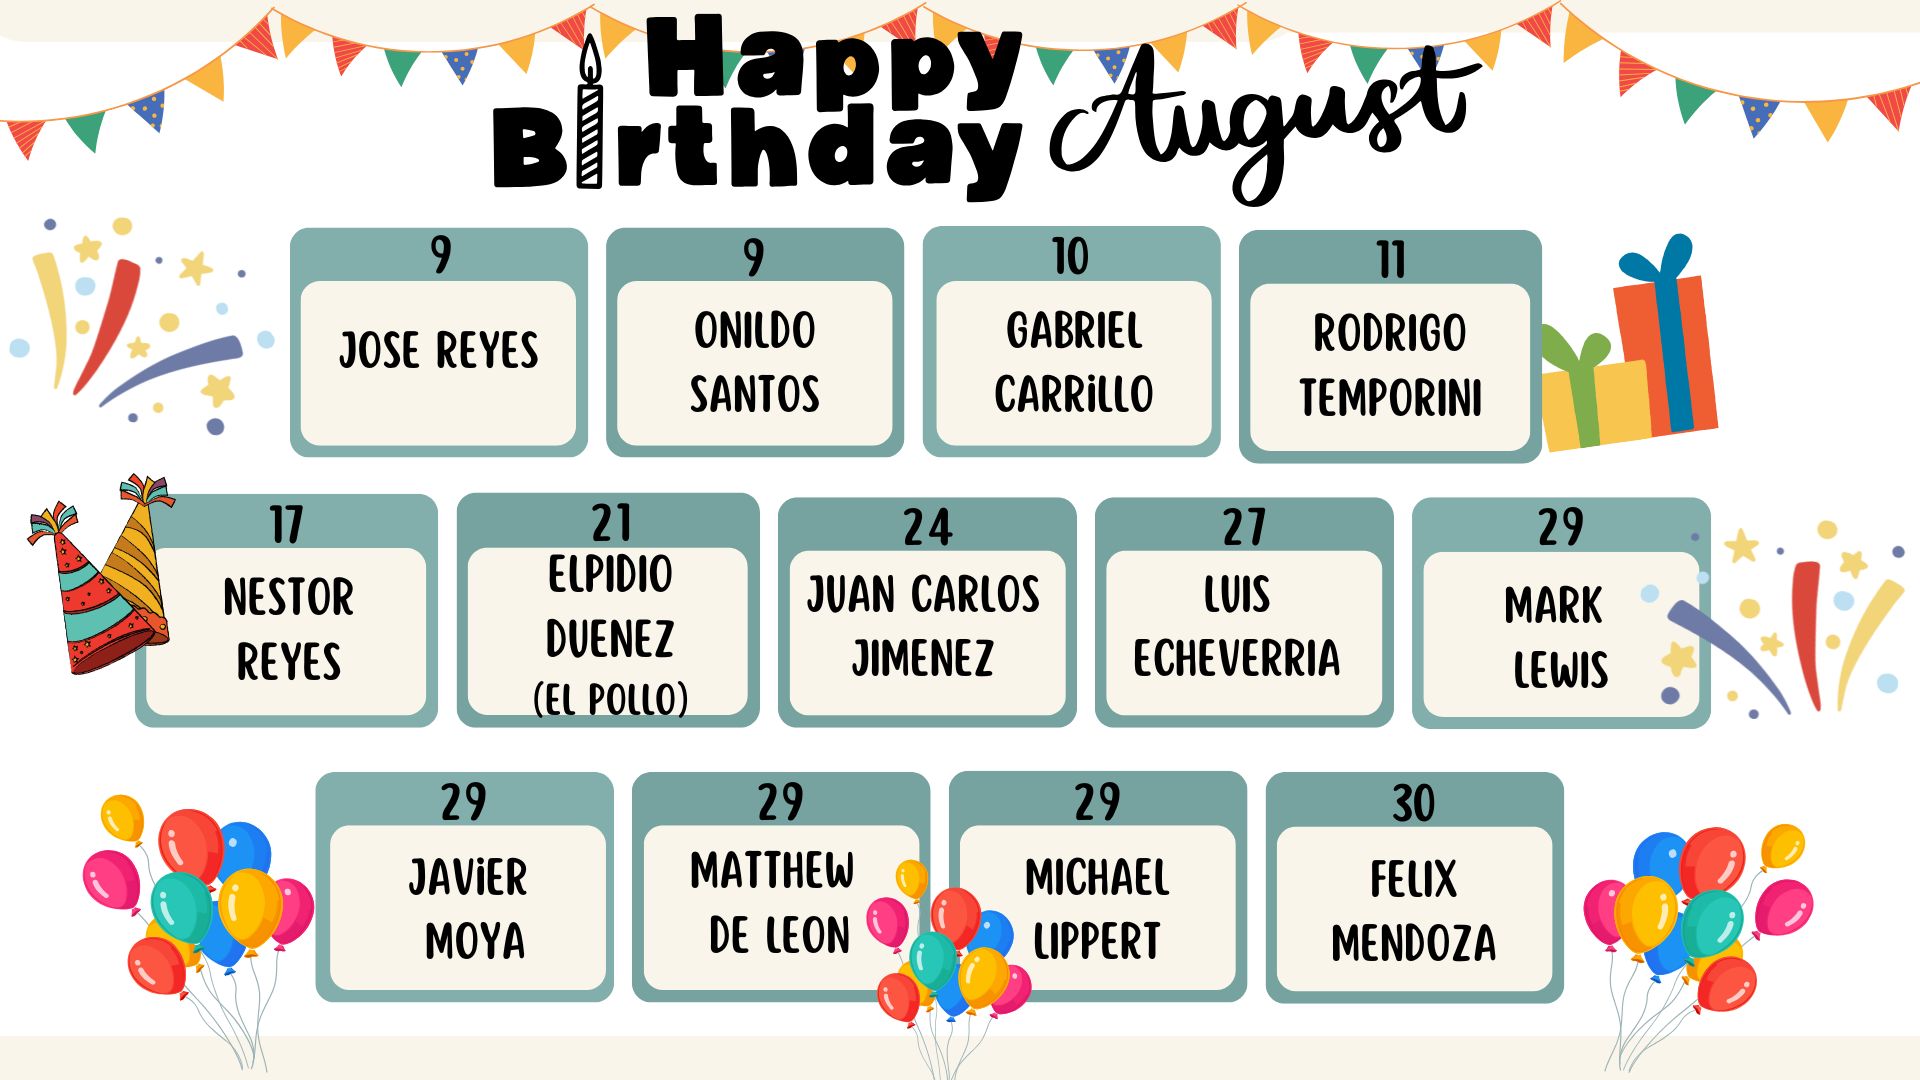 Happy
Birthday August
9
JOSE REYES
9
ONILDO
SANTOS
10
GABRIEL
CARRiLLO
11
RODRIGO
TEMPORINI
17
NESTOR
REYES
21
ELPIDIO
DUENEZ
(EL POLLO)
24
JUAN CARLOS
JIMENEZ
27
LUIS
ECHEVERRIA
29
MARK
LEWIS
29
JAViER
MOYA
29
MATTHEW
DE LEON
29
MICHAEL
LIPPERT
30
FELIX
MENDOZA